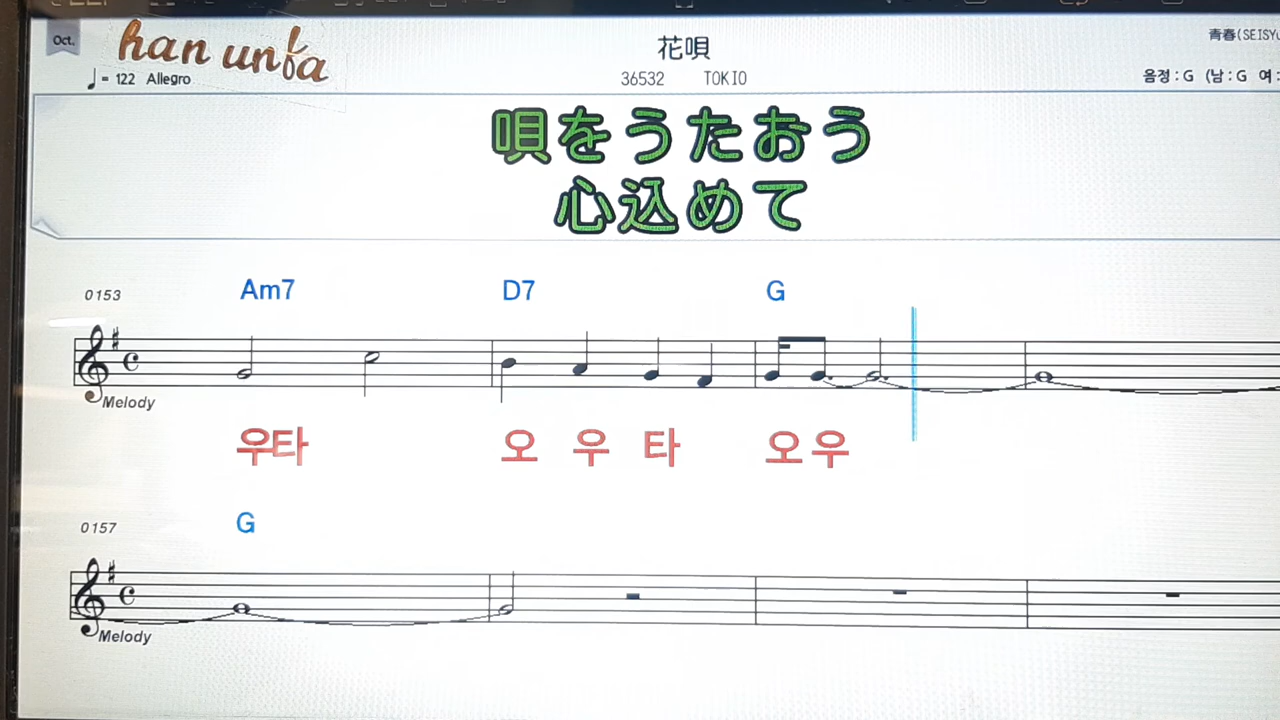 Oct.
han unfa
花唄
青春(SEISYU
♩= 122 Allegro
36532 TOKIO
음정:G (남:G 여:
唄をうたおう
心込めて
0153
Am7 D7 G
Melody
우타 오 우 타 오우
0157
G
Melody